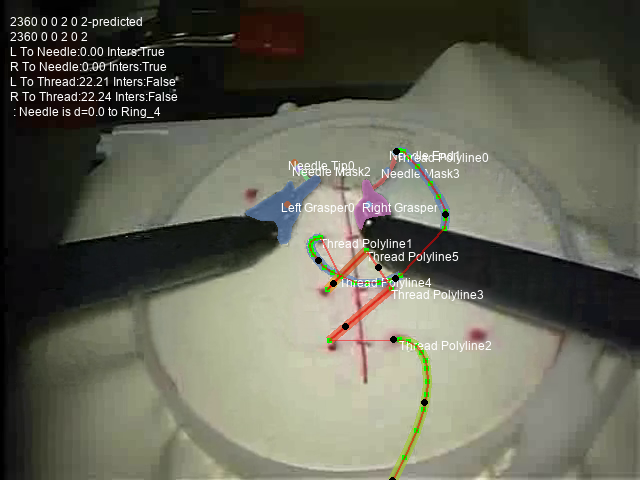 2360 0 0 2 0 2-predicted
2360 0 0 2 0 2
L To Needle:0.00 Inters:True
R To Needle:0.00 Inters:True
L To Thread:22.21 Inters:False
R To Thread:22.24 Inters:False
: Needle is d=0.0 to Ring_4
Thread Polyline0
Needle Tip0
Needle Mask2
Needle Mask3
Left Grasper0
Right Grasper
Thread Polyline1
Thread Polyline5
Thread Polyline4
Thread Polyline3
Thread Polyline2